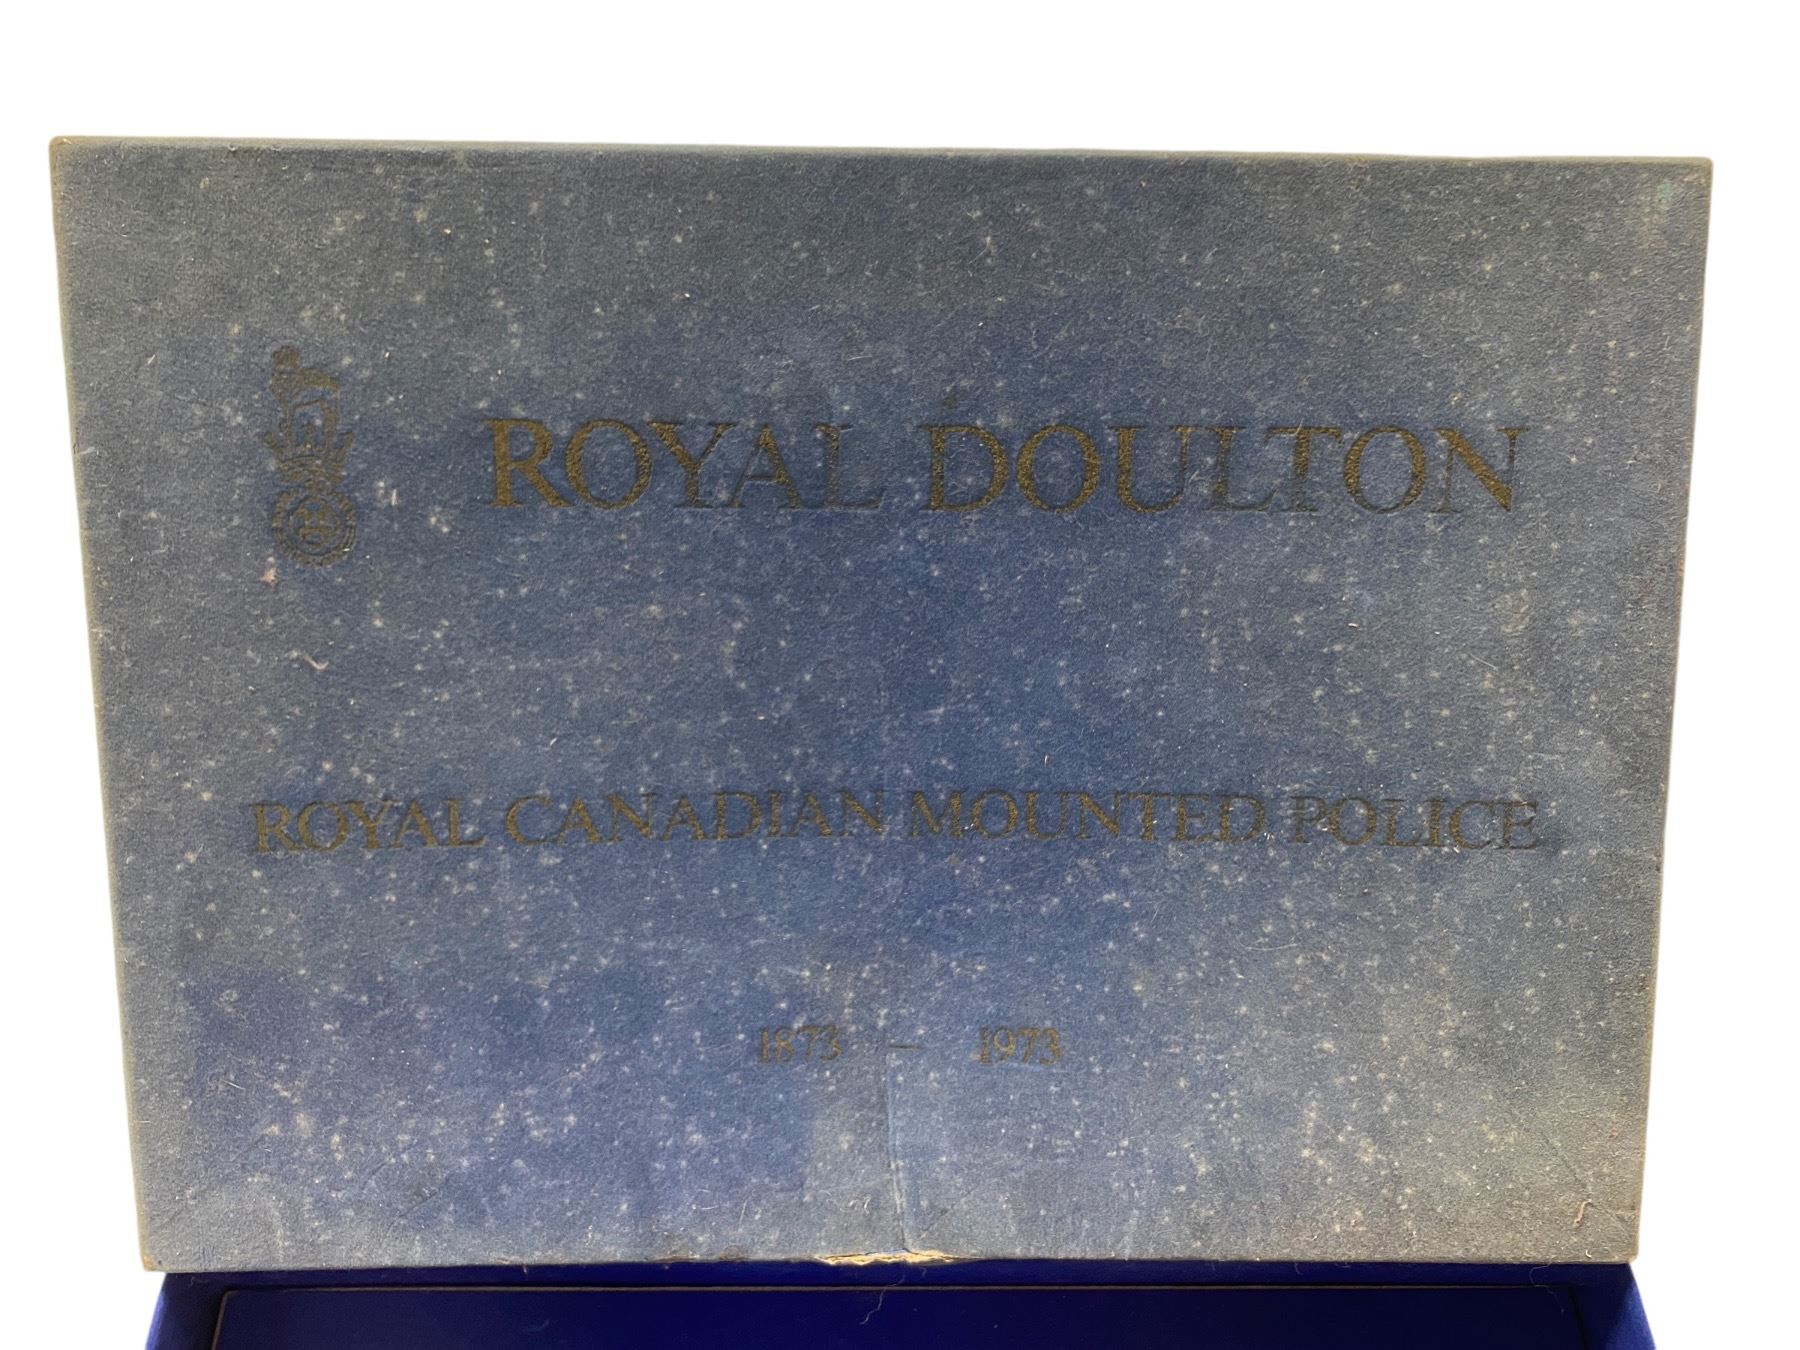 ROYAL DOULTON
ROYAL CANADIAN MOUNTED POLICE
1873 — 1973